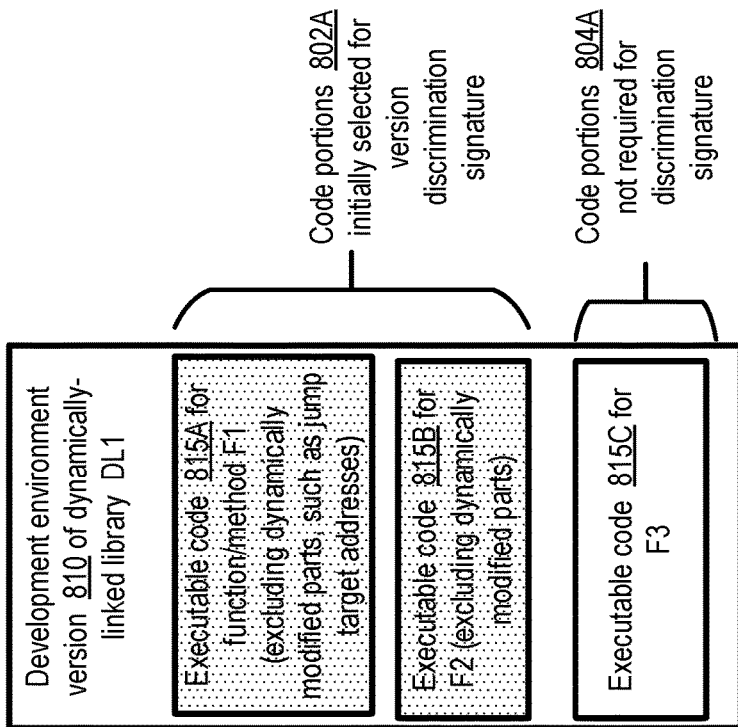 Development environment
version 810 of dynamically-
linked library DL1
Executable code 815A for
function/method F1
(excluding dynamically
modified parts, such as jump
target addresses)
Executable code 815B for
F2 (excluding dynamically
modified parts)
Executable code 815C for
F3
Code portions 802A
initially selected for
version
discrimination
signature
Code portions 804A
not required for
discrimination
signature